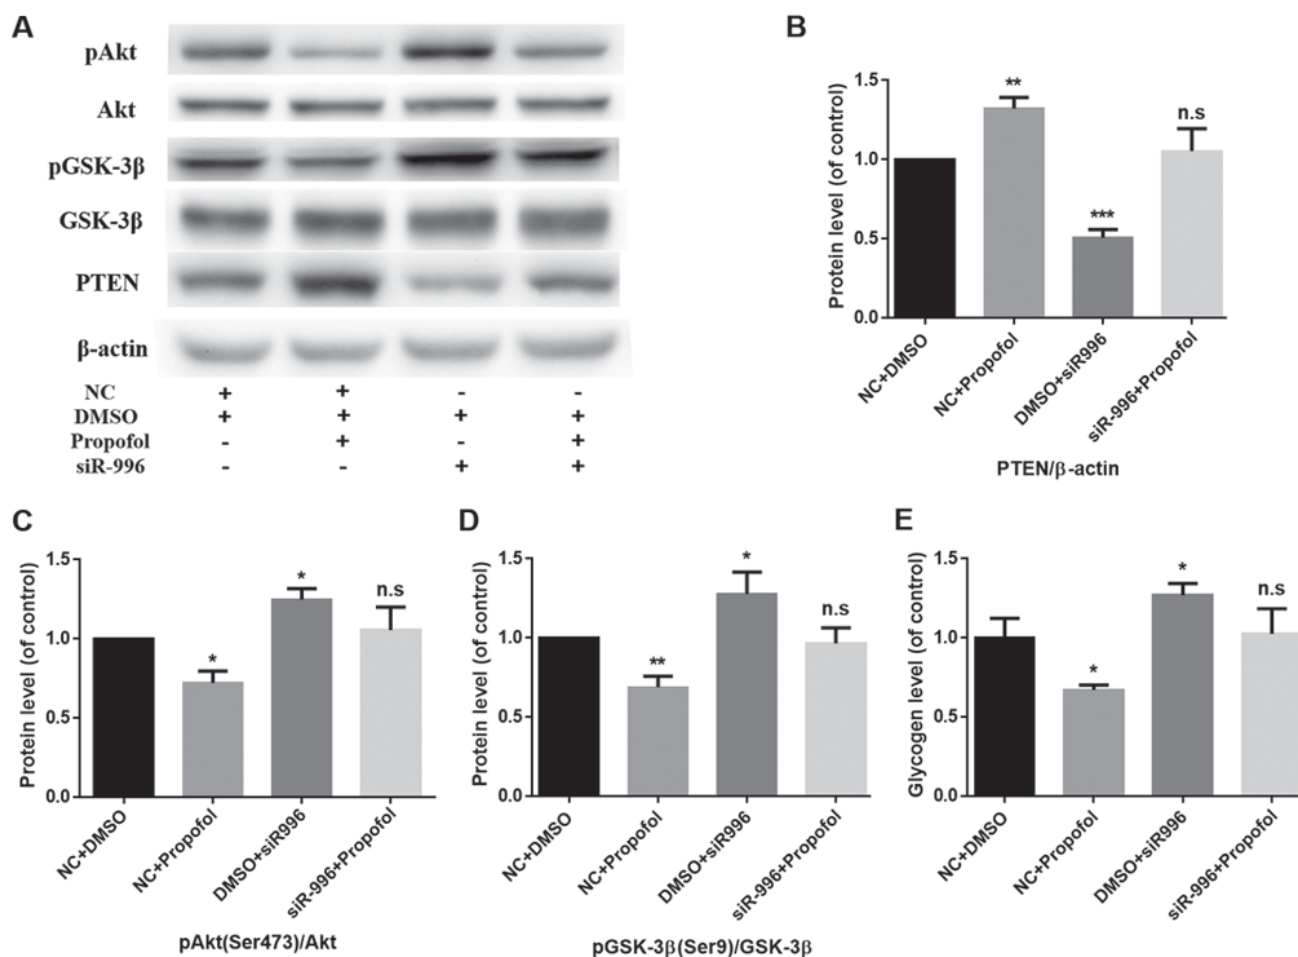 A
pAkt
Akt
pGSK-3β
GSK-3β
PTEN
β-actin
NC + + - -
DMSO + + + +
Propofol - + - +
siR-996 - - + +
B
Protein level (of control)
1.5
1.0
0.5
0.0
**
***
n.s
NC+DMSO
NC+Propofol
DMSO+siR996
siR-996+Propofol
PTEN/β-actin
C
Protein level (of control)
1.5
1.0
0.5
0.0
*
*
n.s
NC+DMSO
NC+Propofol
DMSO+siR996
siR-996+Propofol
pAkt(Ser473)/Akt
D
Protein level (of control)
1.5
1.0
0.5
0.0
**
*
n.s
NC+DMSO
NC+Propofol
DMSO+siR996
siR-996+Propofol
pGSK-3β(Ser9)/GSK-3β
E
Glycogen level (of control)
1.5
1.0
0.5
0.0
*
*
n.s
NC+DMSO
NC+Propofol
DMSO+siR996
siR-996+Propofol